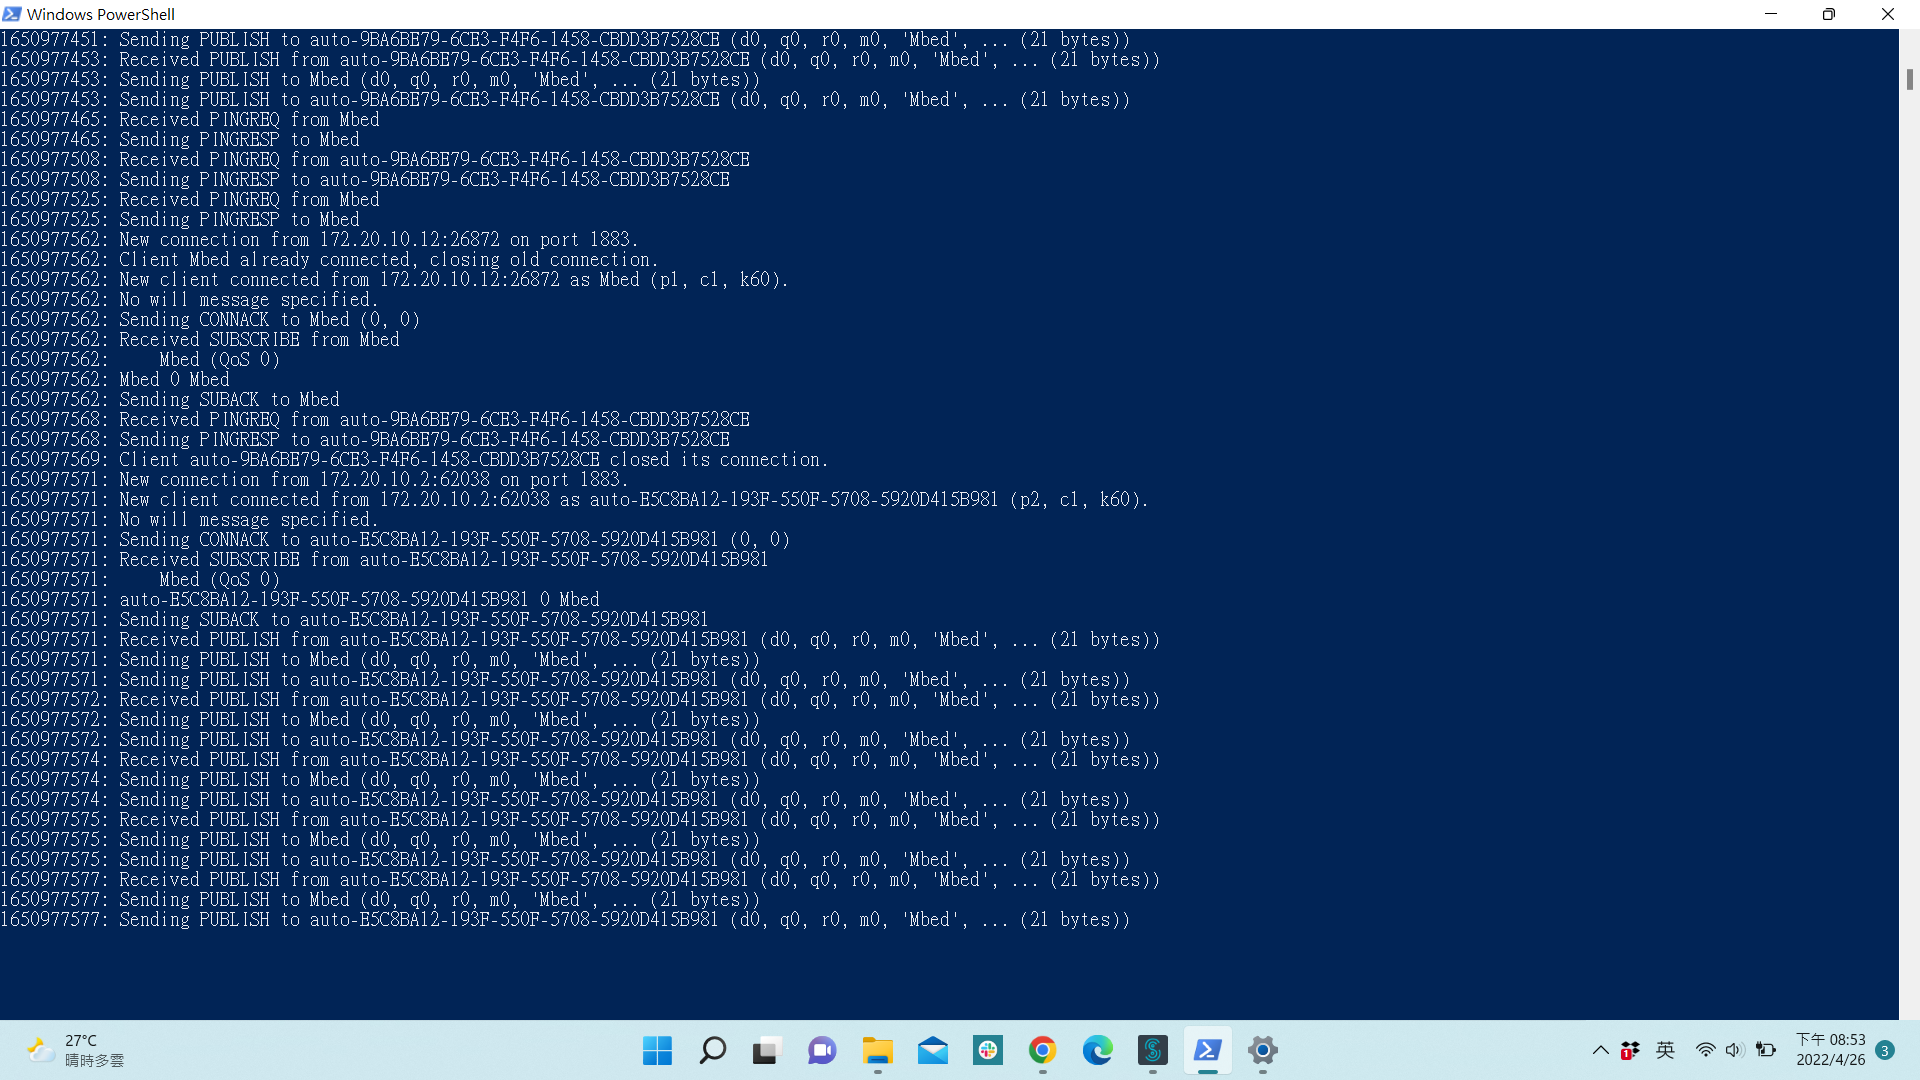 Windows PowerShell
1650977451: Sending PUBLISH to auto-9BA6BE79-6CE3-F4F6-1458-CBDD3B7528CE (d0, q0, r0, m0, 'Mbed', ... (21 bytes))
1650977453: Received PUBLISH from auto-9BA6BE79-6CE3-F4F6-1458-CBDD3B7528CE (d0, q0, r0, m0, 'Mbed', ... (21 bytes))
1650977453: Sending PUBLISH to Mbed (d0, q0, r0, m0, 'Mbed', ... (21 bytes))
1650977453: Sending PUBLISH to auto-9BA6BE79-6CE3-F4F6-1458-CBDD3B7528CE (d0, q0, r0, m0, 'Mbed', ... (21 bytes))
1650977465: Received PINGREQ from Mbed
1650977465: Sending PINGRESP to Mbed
1650977508: Received PINGREQ from auto-9BA6BE79-6CE3-F4F6-1458-CBDD3B7528CE
1650977508: Sending PINGRESP to auto-9BA6BE79-6CE3-F4F6-1458-CBDD3B7528CE
1650977525: Received PINGREQ from Mbed
1650977525: Sending PINGRESP to Mbed
1650977562: New connection from 172.20.10.12:26872 on port 1883.
1650977562: Client Mbed already connected, closing old connection.
1650977562: New client connected from 172.20.10.12:26872 as Mbed (p1, c1, k60).
1650977562: No will message specified.
1650977562: Sending CONNACK to Mbed (0, 0)
1650977562: Received SUBSCRIBE from Mbed
1650977562:     Mbed (QoS 0)
1650977562: Mbed 0 Mbed
1650977562: Sending SUBACK to Mbed
1650977568: Received PINGREQ from auto-9BA6BE79-6CE3-F4F6-1458-CBDD3B7528CE
1650977568: Sending PINGRESP to auto-9BA6BE79-6CE3-F4F6-1458-CBDD3B7528CE
1650977569: Client auto-9BA6BE79-6CE3-F4F6-1458-CBDD3B7528CE closed its connection.
1650977571: New connection from 172.20.10.2:62038 on port 1883.
1650977571: New client connected from 172.20.10.2:62038 as auto-E5C8BA12-193F-550F-5708-5920D415B981 (p2, c1, k60).
1650977571: No will message specified.
1650977571: Sending CONNACK to auto-E5C8BA12-193F-550F-5708-5920D415B981 (0, 0)
1650977571: Received SUBSCRIBE from auto-E5C8BA12-193F-550F-5708-5920D415B981
1650977571:     Mbed (QoS 0)
1650977571: auto-E5C8BA12-193F-550F-5708-5920D415B981 0 Mbed
1650977571: Sending SUBACK to auto-E5C8BA12-193F-550F-5708-5920D415B981
1650977571: Received PUBLISH from auto-E5C8BA12-193F-550F-5708-5920D415B981 (d0, q0, r0, m0, 'Mbed', ... (21 bytes))
1650977571: Sending PUBLISH to Mbed (d0, q0, r0, m0, 'Mbed', ... (21 bytes))
1650977571: Sending PUBLISH to auto-E5C8BA12-193F-550F-5708-5920D415B981 (d0, q0, r0, m0, 'Mbed', ... (21 bytes))
1650977572: Received PUBLISH from auto-E5C8BA12-193F-550F-5708-5920D415B981 (d0, q0, r0, m0, 'Mbed', ... (21 bytes))
1650977572: Sending PUBLISH to Mbed (d0, q0, r0, m0, 'Mbed', ... (21 bytes))
1650977572: Sending PUBLISH to auto-E5C8BA12-193F-550F-5708-5920D415B981 (d0, q0, r0, m0, 'Mbed', ... (21 bytes))
1650977574: Received PUBLISH from auto-E5C8BA12-193F-550F-5708-5920D415B981 (d0, q0, r0, m0, 'Mbed', ... (21 bytes))
1650977574: Sending PUBLISH to Mbed (d0, q0, r0, m0, 'Mbed', ... (21 bytes))
1650977574: Sending PUBLISH to auto-E5C8BA12-193F-550F-5708-5920D415B981 (d0, q0, r0, m0, 'Mbed', ... (21 bytes))
1650977575: Received PUBLISH from auto-E5C8BA12-193F-550F-5708-5920D415B981 (d0, q0, r0, m0, 'Mbed', ... (21 bytes))
1650977575: Sending PUBLISH to Mbed (d0, q0, r0, m0, 'Mbed', ... (21 bytes))
1650977575: Sending PUBLISH to auto-E5C8BA12-193F-550F-5708-5920D415B981 (d0, q0, r0, m0, 'Mbed', ... (21 bytes))
1650977577: Received PUBLISH from auto-E5C8BA12-193F-550F-5708-5920D415B981 (d0, q0, r0, m0, 'Mbed', ... (21 bytes))
1650977577: Sending PUBLISH to Mbed (d0, q0, r0, m0, 'Mbed', ... (21 bytes))
1650977577: Sending PUBLISH to auto-E5C8BA12-193F-550F-5708-5920D415B981 (d0, q0, r0, m0, 'Mbed', ... (21 bytes))
27°C
晴時多雲
1
英
下午 08:53
2022/4/26
3